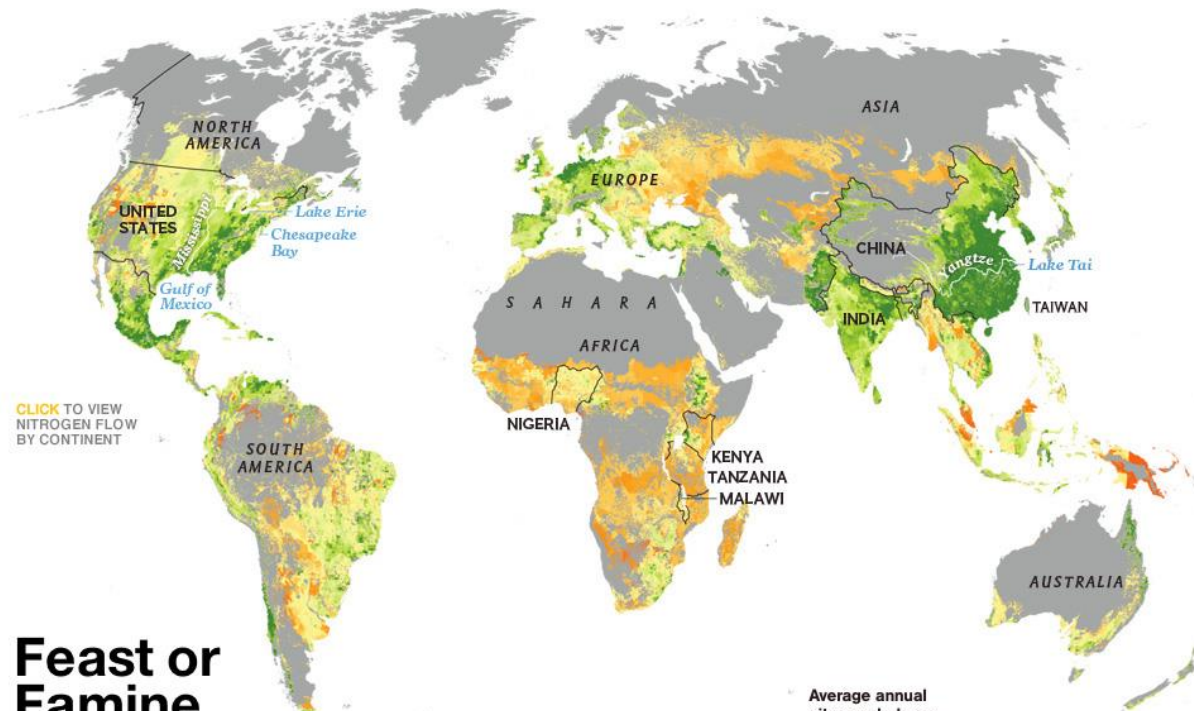 NORTH
AMERICA
ASIA
EUROPE
UNITED
STATES
Mississippi
Lake Erie
Chesapeake
Bay
Gulf of
Mexico
CHINA
Yangtze
Lake Tai
TAIWAN
INDIA
SAHARA
AFRICA
NIGERIA
KENYA
TANZANIA
MALAWI
CLICK TO VIEW
NITROGEN FLOW
BY CONTINENT
SOUTH
AMERICA
AUSTRALIA
Feast or
Famine
Average annual